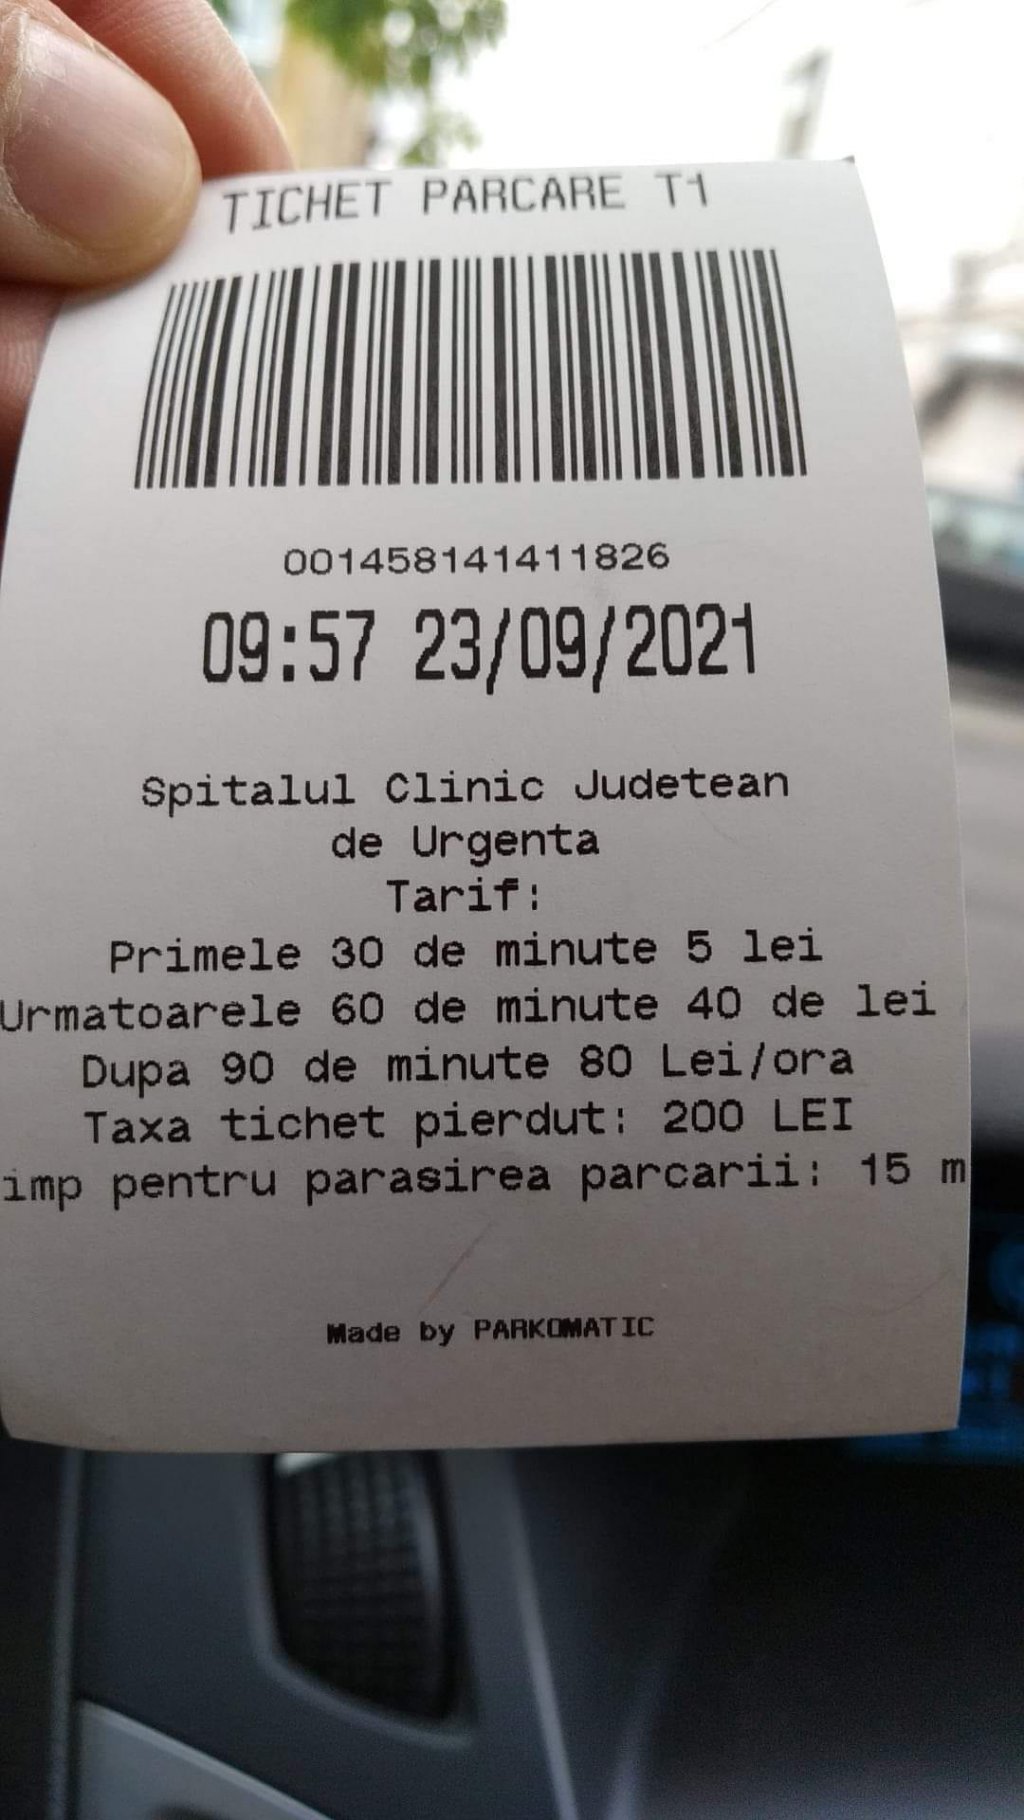 TICHET PARCARE T1
001458141411826
09:57 23/09/2021
Spitalul Clinic Judetean
de Urgenta
Tarif:
Primele 30 de minute 5 lei
Urmatoarele 60 de minute 40 de lei
Dupa 90 de minute 80 Lei/ora
Taxa tichet pierdut: 200 LEI
imp pentru parasirea parcarii: 15 m
Made by PARKOMATIC